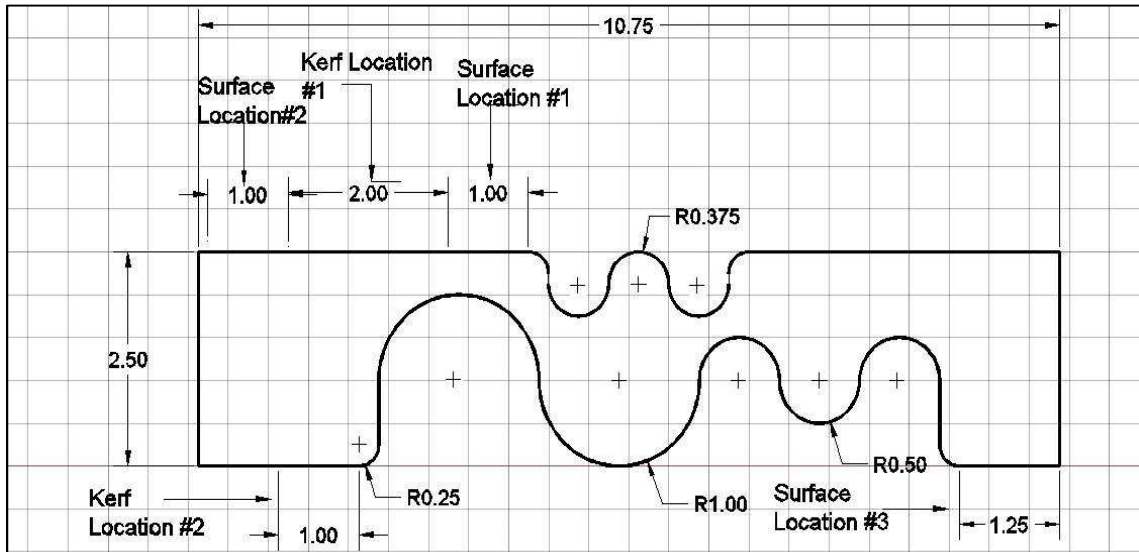 10.75
Kerf Location
#1
Surface
Location #1
Surface
Location#2
1.00
2.00
1.00
R0.375
2.50
R0.25
R1.00
R0.50
Kerf
Location #2
1.00
Surface
Location #3
1.25